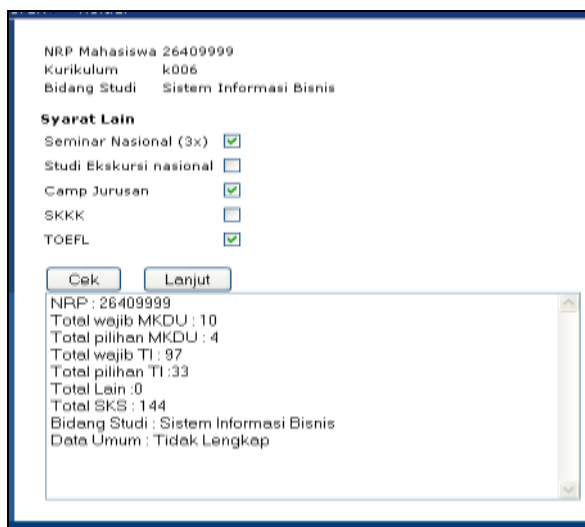 NRP Mahasiswa 26409999
Kurikulum k006
Bidang Studi Sistem Informasi Bisnis
Syarat Lain
Seminar Nasional (3x)
Studi Ekskursi nasional
Camp Jurusan
SKKK
TOEFL
Cek Lanjut
NRP : 26409999
Total wajib MKDU : 10
Total pilihan MKDU : 4
Total wajib TI : 97
Total pilihan TI :33
Total Lain :0
Total SKS : 144
Bidang Studi : Sistem Informasi Bisnis
Data Umum : Tidak Lengkap